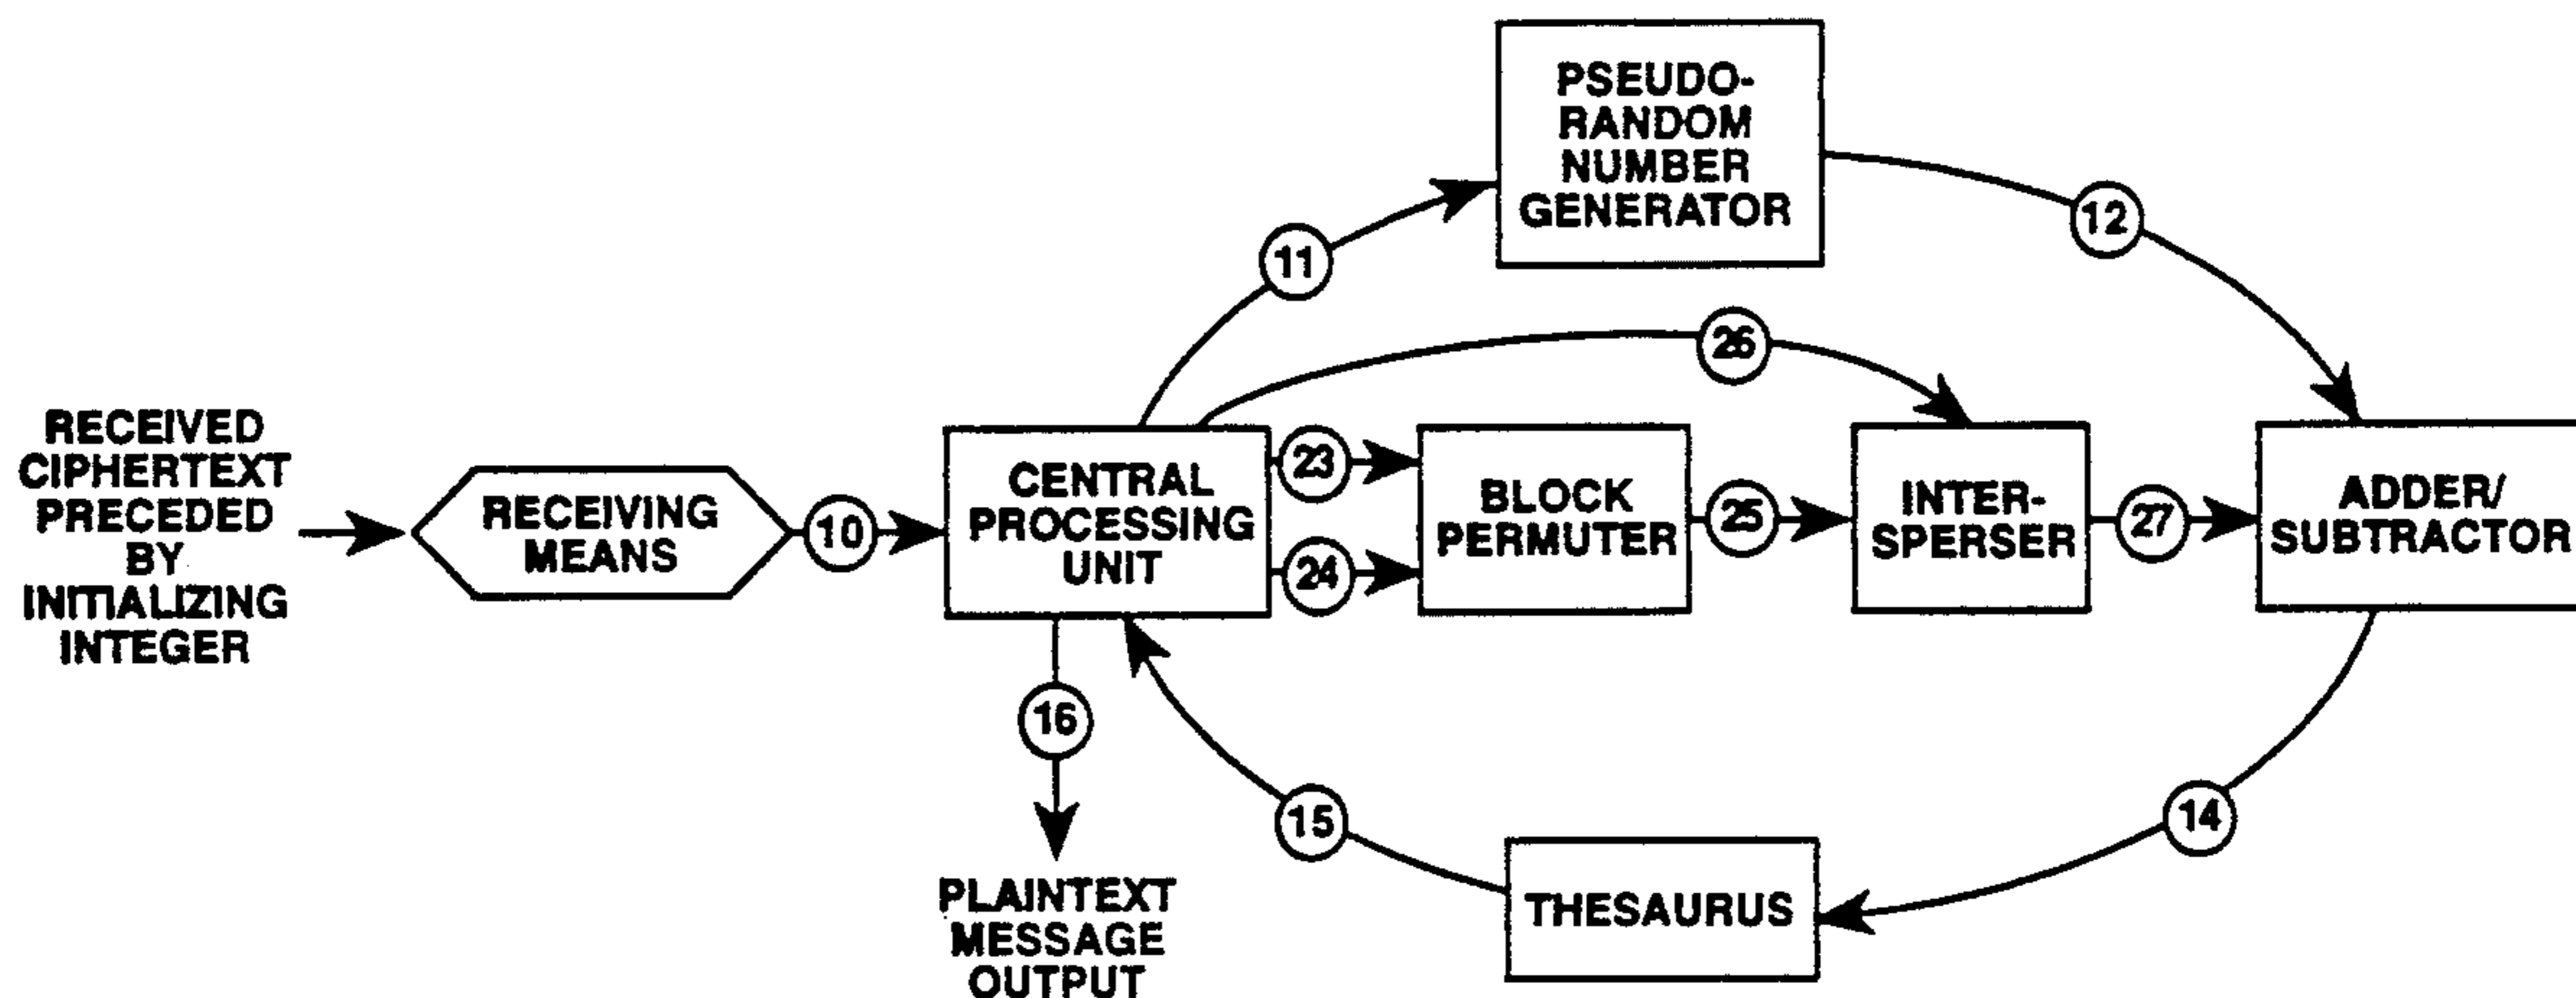 RECEIVED
CIPHERTEXT
PRECEDED
BY
INITIALIZING
INTEGER
RECEIVING
MEANS
10
CENTRAL
PROCESSING
UNIT
11
PSEUDO-
RANDOM
NUMBER
GENERATOR
12
26
23
24
BLOCK
PERMUTER
25
INTER-
SPERSER
27
ADDER/
SUBTRACTOR
14
THESAURUS
15
16
PLAINTEXT
MESSAGE
OUTPUT